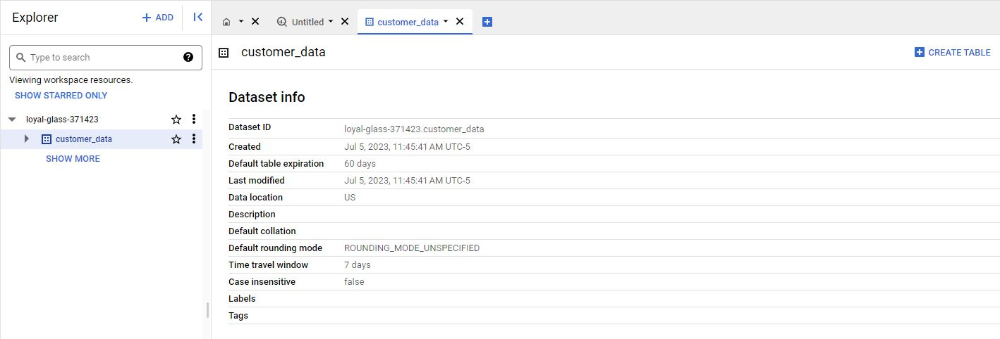 Explorer
+ ADD
Untitled
customer_data
customer_data
CREATE TABLE
Type to search
Viewing workspace resources.
SHOW STARRED ONLY
loyal-glass-371423
customer_data
SHOW MORE
Dataset info
Dataset ID loyal-glass-371423.customer_data
Created Jul 5, 2023, 11:45:41 AM UTC-5
Default table expiration 60 days
Last modified Jul 5, 2023, 11:45:41 AM UTC-5
Data location US
Description
Default collation
Default rounding mode ROUNDING_MODE_UNSPECIFIED
Time travel window 7 days
Case insensitive false
Labels
Tags